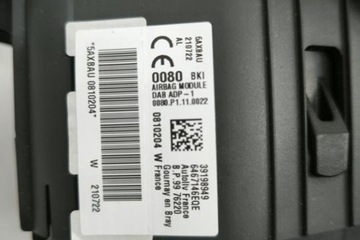 5AX8AU
210722
AL
0080 BKI
AIRBAG MODULE
DAB ADP-1
0080.P1.11.0022
0810204 W
France
39198949
6467146EOE
Autoliv France
B.P.99 76220
Gournay en Bray
*5AX8AU 0810204*
W 210722